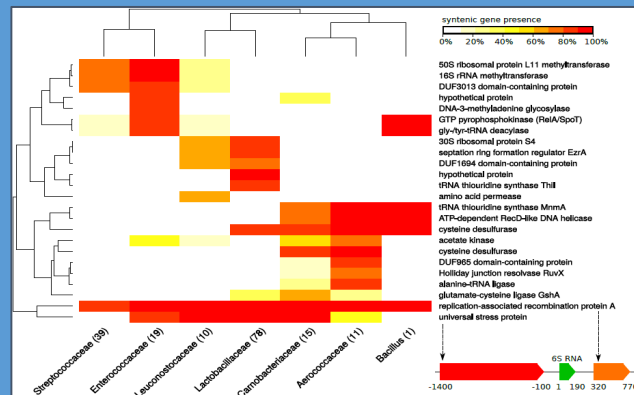 syntenic gene presence
0% 20% 40% 60% 80% 100%
50S ribosomal protein L11 methyltransferase
16S rRNA methyltransferase
DUF3013 domain-containing protein
hypothetical protein
DNA-3-methyladenine glycosylase
GTP pyrophosphokinase (RelA/SpoT)
gly-/tyr-tRNA deacylase
30S ribosomal protein S4
septation ring formation regulator EzrA
DUF1694 domain-containing protein
hypothetical protein
tRNA thiouridine synthase ThiI
amino acid permease
tRNA thiouridine synthase MnmA
ATP-dependent RecD-like DNA helicase
cysteine desulfurase
acetate kinase
cysteine desulfurase
DUF965 domain-containing protein
Holliday junction resolvase RuvX
alanine-tRNA ligase
glutamate-cysteine ligase GshA
replication-associated recombination protein A
universal stress protein
Streptococcaceae (39)
Enterococcaceae (19)
Leuconostocaceae (10)
Lactobacillaceae (78)
Carnobacteriaceae (15)
Aerococcaceae (11)
Bacillus (1)
6S RNA
-1400 -100 1 190 320 770